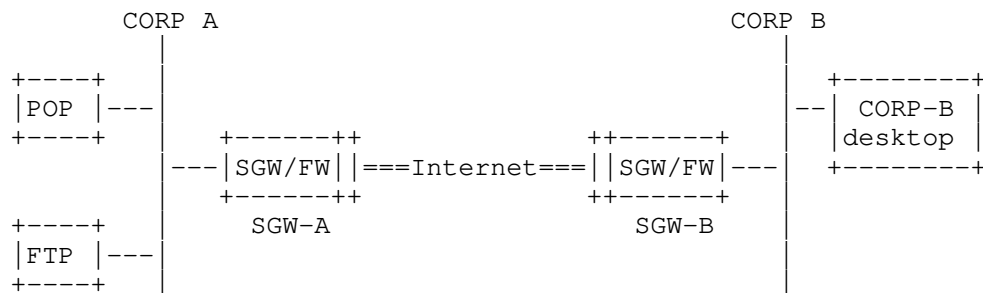 CORP A CORP B
POP CORP-B
desktop
SGW/FW ===Internet=== SGW/FW
SGW-A SGW-B
FTP